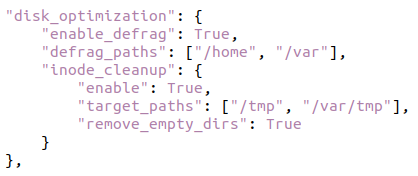 "disk_optimization": {
    "enable_defrag": True,
    "defrag_paths": ["/home", "/var"],
    "inode_cleanup": {
        "enable": True,
        "target_paths": ["/tmp", "/var/tmp"],
        "remove_empty_dirs": True
    }
},